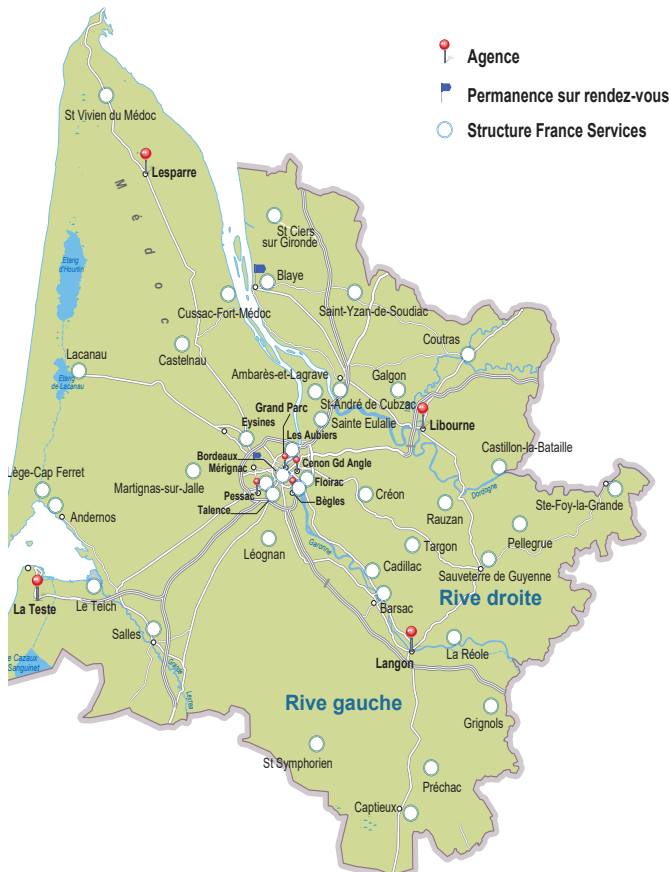 Agence
Permanence sur rendez-vous
Structure France Services
St Vivien du Médoc
Lesparre
Médoc
St Ciers
sur Gironde
Etang
d'Hourtin
Blaye
Cussac-Fort-Médoc
Saint-Yzan-de-Soudiac
Coutras
Lacanau
Castelnau
Etang
de Lacanau
Ambarès-et-Lagrave
Galgon
St-André de Cubzac
Grand Parc
Sainte Eulalie
Libourne
Eysines
Les Aubiers
Castillon-la-Bataille
Bordeaux
Mérignac
Cenon Gd Angle
Lège-Cap Ferret
Martignas-sur-Jalle
Floirac
Pessac
Créon
Dordogne
Ste-Foy-la-Grande
Bègles
Talence
Rauzan
Andernos
Pellegrue
Léognan
Garonne
Targon
Cadillac
Sauveterre de Guyenne
Le Teich
La Teste
Barsac
Rive droite
Salles
La Réole
Langon
e Cazaux
Sanguinet
Grande
Leyre
Rive gauche
Grignols
St Symphorien
Préchac
Captieux